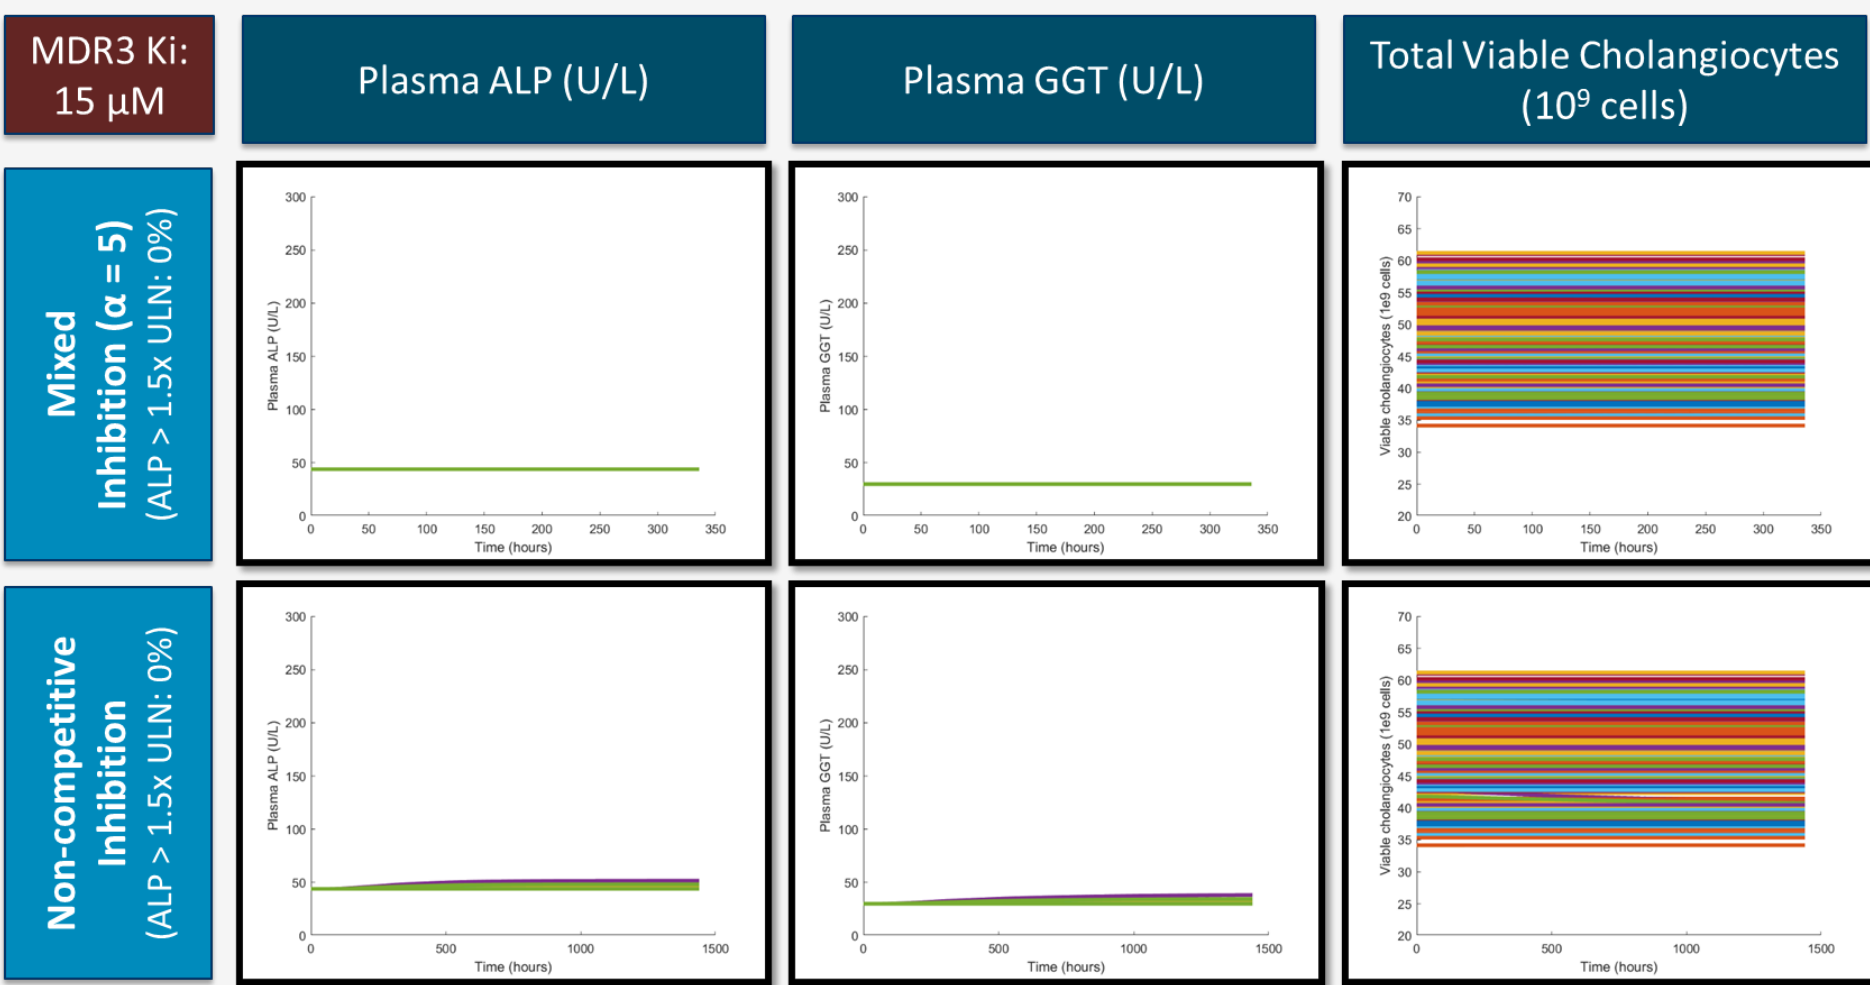 MDR3 Ki:
15 µM
Plasma ALP (U/L)
Plasma GGT (U/L)
Total Viable Cholangiocytes
(10⁹ cells)
Mixed
Inhibition (α = 5)
(ALP > 1.5x ULN: 0%)
300
250
200
150
100
50
0
Plasma ALP (U/L)
0 50 100 150 200 250 300 350
Time (hours)
300
250
200
150
100
50
0
Plasma GGT (U/L)
0 50 100 150 200 250 300 350
Time (hours)
70
65
60
55
50
45
40
35
30
25
20
Viable cholangiocytes (1e9 cells)
0 50 100 150 200 250 300 350
Time (hours)
Non-competitive
Inhibition
(ALP > 1.5x ULN: 0%)
300
250
200
150
100
50
0
Plasma ALP (U/L)
0 500 1000 1500
Time (hours)
300
250
200
150
100
50
0
Plasma GGT (U/L)
0 500 1000 1500
Time (hours)
70
65
60
55
50
45
40
35
30
25
20
Viable cholangiocytes (1e9 cells)
0 500 1000 1500
Time (hours)